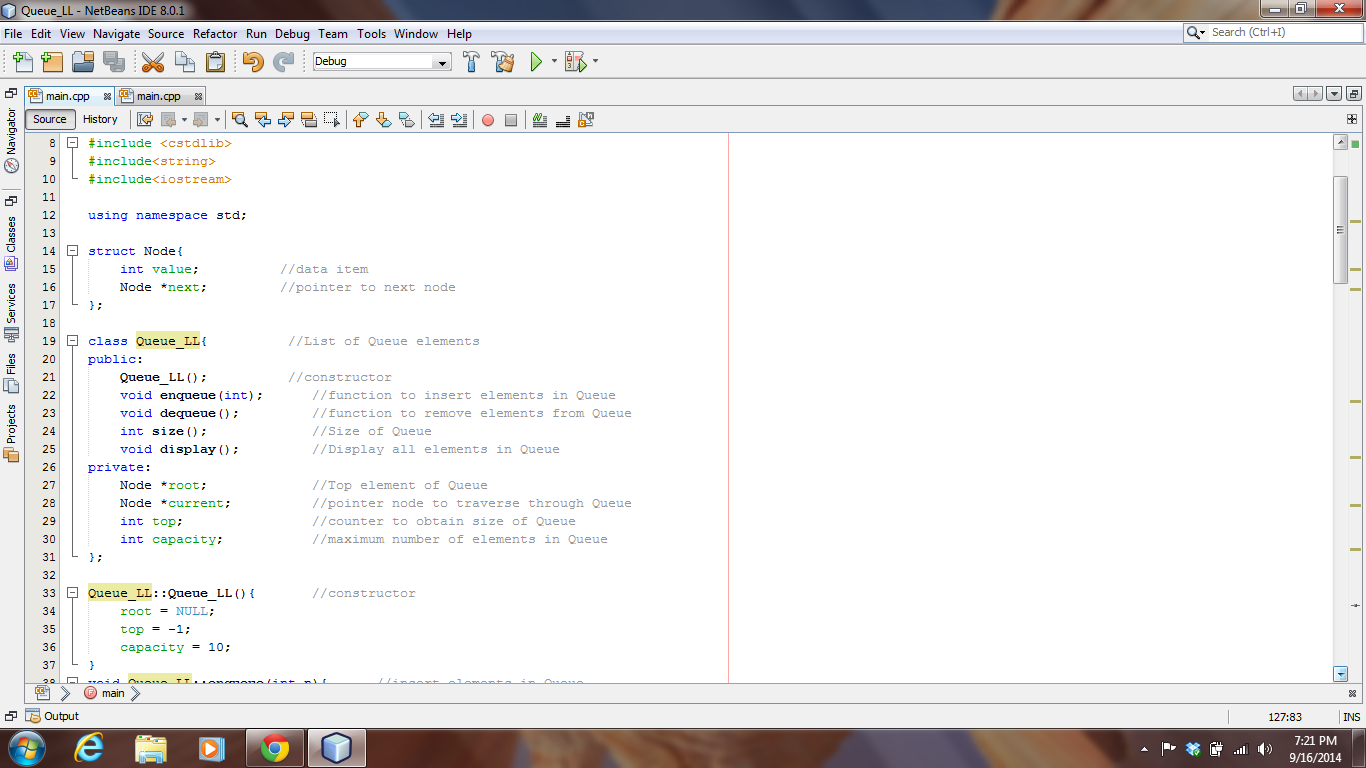 Queue_LL - NetBeans IDE 8.0.1
File Edit View Navigate Source Refactor Run Debug Team Tools Window Help
Search (Ctrl+I)
Debug
main.cpp main.cpp
Source History
Navigator
Classes
Services
Files
Projects
8 #include <cstdlib>
9 #include<string>
10 #include<iostream>
11
12 using namespace std;
13
14 struct Node{
15 int value; //data item
16 Node *next; //pointer to next node
17 };
18
19 class Queue_LL{ //List of Queue elements
20 public:
21 Queue_LL(); //constructor
22 void enqueue(int); //function to insert elements in Queue
23 void dequeue(); //function to remove elements from Queue
24 int size(); //Size of Queue
25 void display(); //Display all elements in Queue
26 private:
27 Node *root; //Top element of Queue
28 Node *current; //pointer node to traverse through Queue
29 int top; //counter to obtain size of Queue
30 int capacity; //maximum number of elements in Queue
31 };
32
33 Queue_LL::Queue_LL(){ //constructor
34 root = NULL;
35 top = -1;
36 capacity = 10;
37 }
38 void Queue_LL::enqueue(int n){ //insert elements in Queue
main
Output
127:83 INS
7:21 PM
9/16/2014